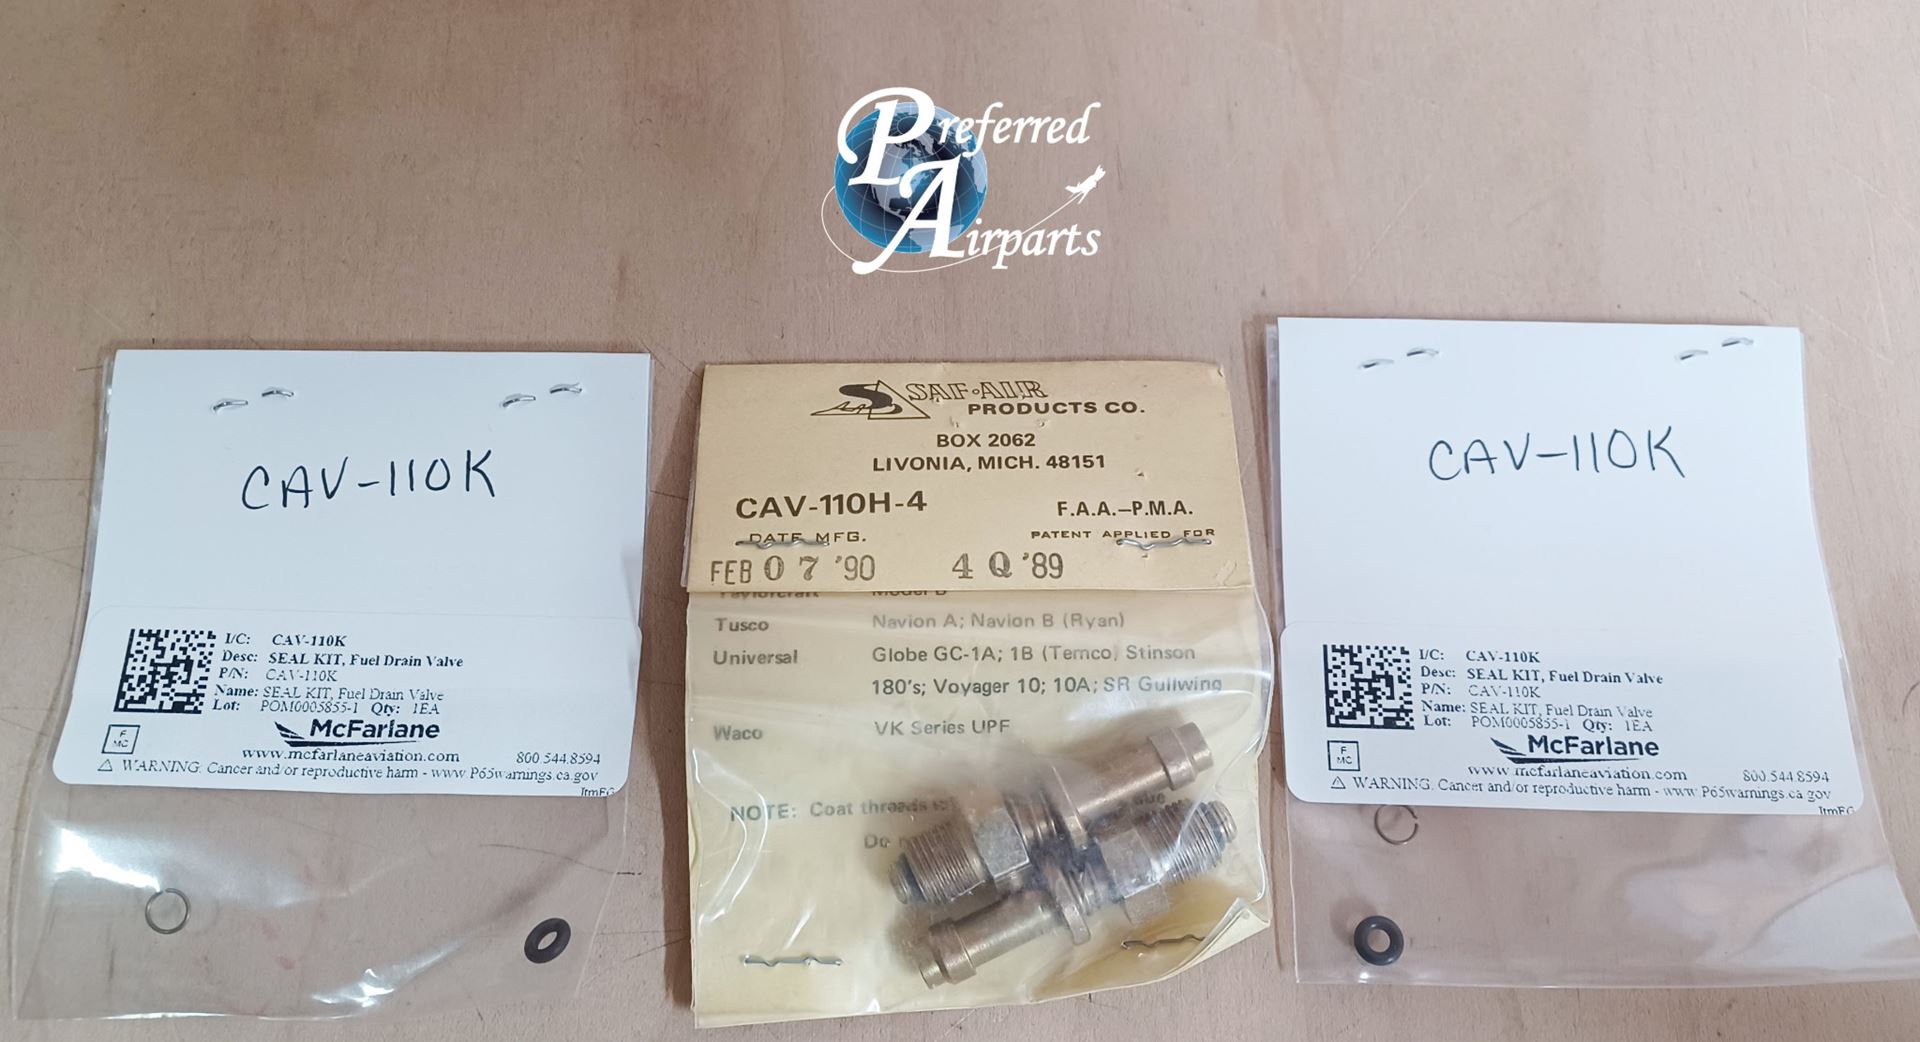 Preferred
Airparts
CAV-110K
I/C: CAV-110K
Desc: SEAL KIT, Fuel Drain Valve
P/N: CAV-110K
Name: SEAL KIT, Fuel Drain Valve
Lot: POM0005855-1 Qty: 1EA
F
MC
McFarlane
www.mcfarlaneaviation.com 800.544.8594
⚠ WARNING: Cancer and/or reproductive harm - www.P65warnings.ca.gov
SAF·AIR
PRODUCTS CO.
BOX 2062
LIVONIA, MICH. 48151
CAV-110H-4 F.A.A.–P.M.A.
DATE MFG. PATENT APPLIED FOR
FEB 07 '90 4 Q '89
Taylorcraft Model B
Tusco Navion A; Navion B (Ryan)
Universal Globe GC-1A; 1B (Temco) Stinson
180's; Voyager 10; 10A; SR Gullwing
Waco VK Series UPF
NOTE: Coat threads
Do
CAV-110K
I/C: CAV-110K
Desc: SEAL KIT, Fuel Drain Valve
P/N: CAV-110K
Name: SEAL KIT, Fuel Drain Valve
Lot: POM0005855-1 Qty: 1EA
F
MC
McFarlane
www.mcfarlaneaviation.com 800.544.8594
⚠ WARNING: Cancer and/or reproductive harm - www.P65warnings.ca.gov